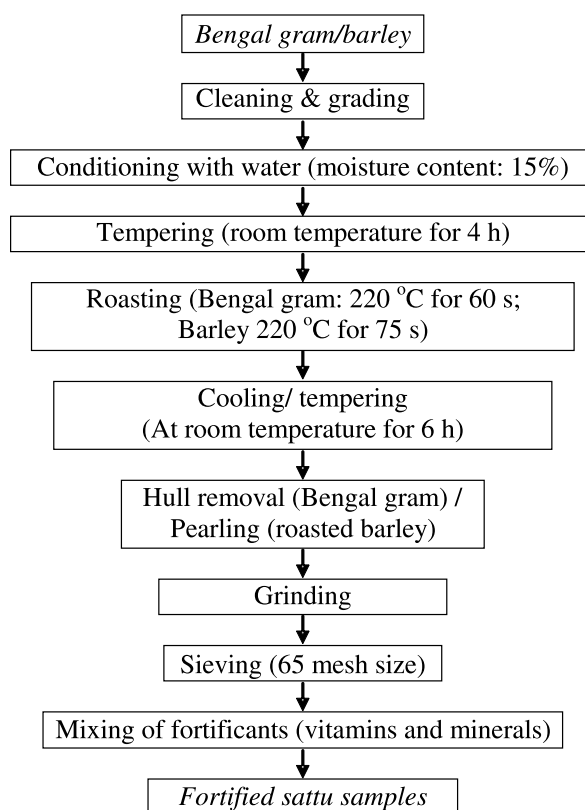 Bengal gram/barley
Cleaning & grading
Conditioning with water (moisture content: 15%)
Tempering (room temperature for 4 h)
Roasting (Bengal gram: 220 °C for 60 s;
Barley 220 °C for 75 s)
Cooling/ tempering
(At room temperature for 6 h)
Hull removal (Bengal gram) /
Pearling (roasted barley)
Grinding
Sieving (65 mesh size)
Mixing of fortificants (vitamins and minerals)
Fortified sattu samples